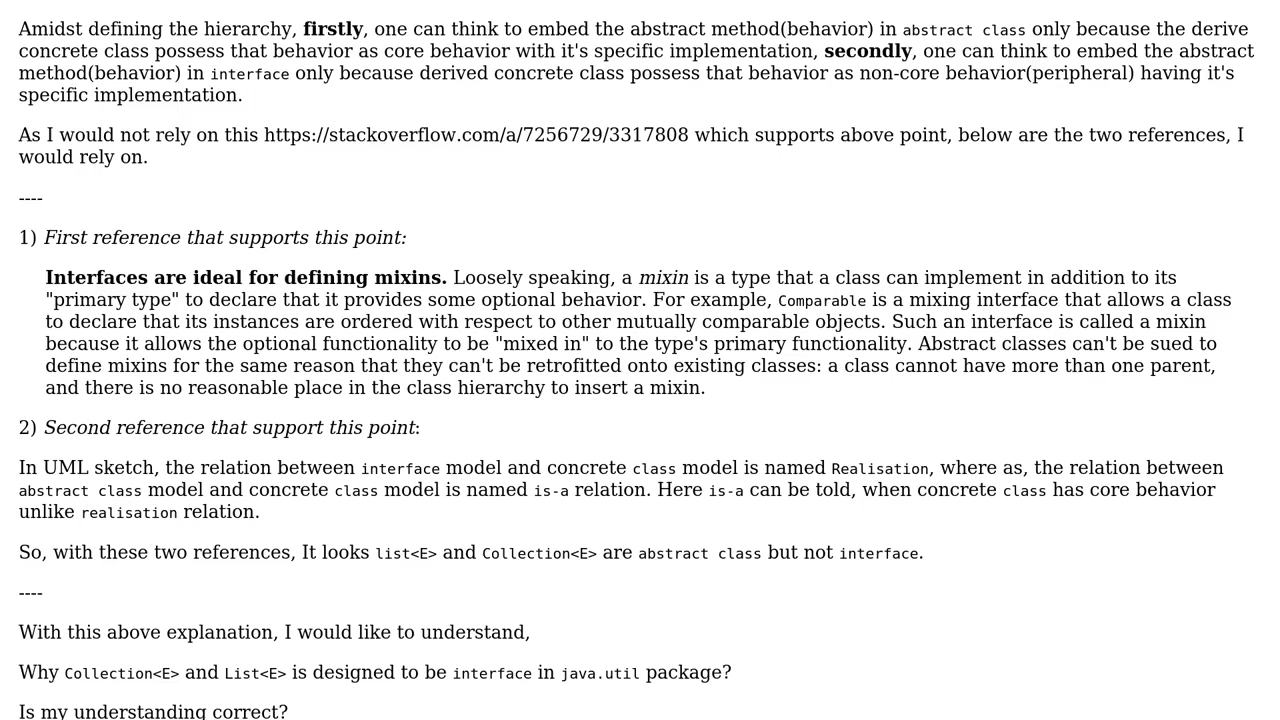 Amidst defining the hierarchy, firstly, one can think to embed the abstract method(behavior) in abstract class only because the derive
concrete class possess that behavior as core behavior with it's specific implementation, secondly, one can think to embed the abstract
method(behavior) in interface only because derived concrete class possess that behavior as non-core behavior(peripheral) having it's
specific implementation.
As I would not rely on this https://stackoverflow.com/a/7256729/3317808 which supports above point, below are the two references, I
would rely on.
----
1) First reference that supports this point:
Interfaces are ideal for defining mixins. Loosely speaking, a mixin is a type that a class can implement in addition to its
"primary type" to declare that it provides some optional behavior. For example, Comparable is a mixing interface that allows a class
to declare that its instances are ordered with respect to other mutually comparable objects. Such an interface is called a mixin
because it allows the optional functionality to be "mixed in" to the type's primary functionality. Abstract classes can't be sued to
define mixins for the same reason that they can't be retrofitted onto existing classes: a class cannot have more than one parent,
and there is no reasonable place in the class hierarchy to insert a mixin.
2) Second reference that support this point:
In UML sketch, the relation between interface model and concrete class model is named Realisation, where as, the relation between
abstract class model and concrete class model is named is-a relation. Here is-a can be told, when concrete class has core behavior
unlike realisation relation.
So, with these two references, It looks list<E> and Collection<E> are abstract class but not interface.
----
With this above explanation, I would like to understand,
Why Collection<E> and List<E> is designed to be interface in java.util package?
Is my understanding correct?